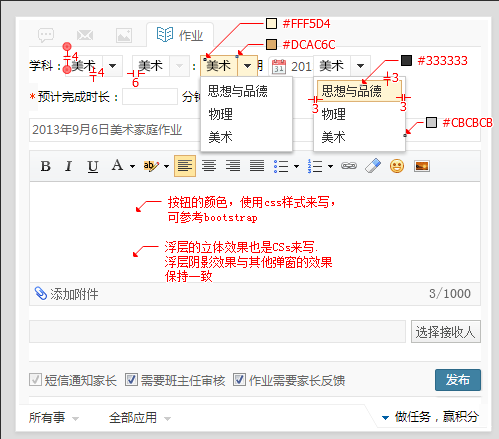 作业
#FFF5D4
#DCAC6C
#333333
#CBCBCB
学科:
4
美术
4
6
美术
:
美术
期
201
美术
3
3
3
*预计完成时长:
分钟
思想与品德
物理
美术
思想与品德
物理
美术
2013年9月6日美术家庭作业
B I U A ab
按钮的颜色，使用css样式来写，
可参考bootstrap
浮层的立体效果也是CSs来写.
浮层阴影效果与其他弹窗的效果
保持一致
添加附件
3/1000
选择接收人
短信通知家长 需要班主任审核 作业需要家长反馈
发布
所有事 全部应用
做任务，赢积分